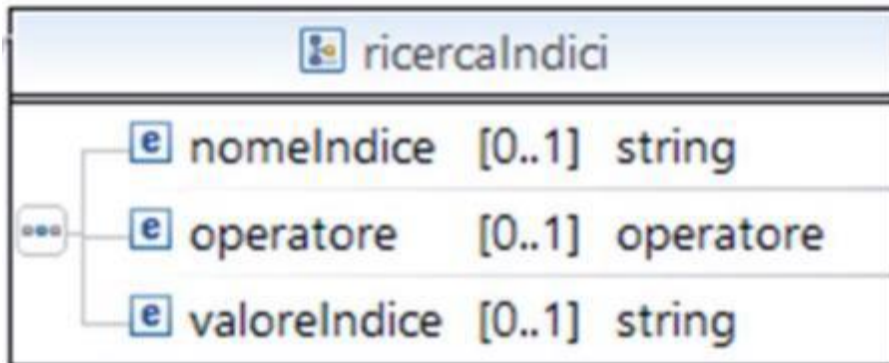 ricercaIndici
e nomeIndice [0..1] string
e operatore [0..1] operatore
e valoreIndice [0..1] string